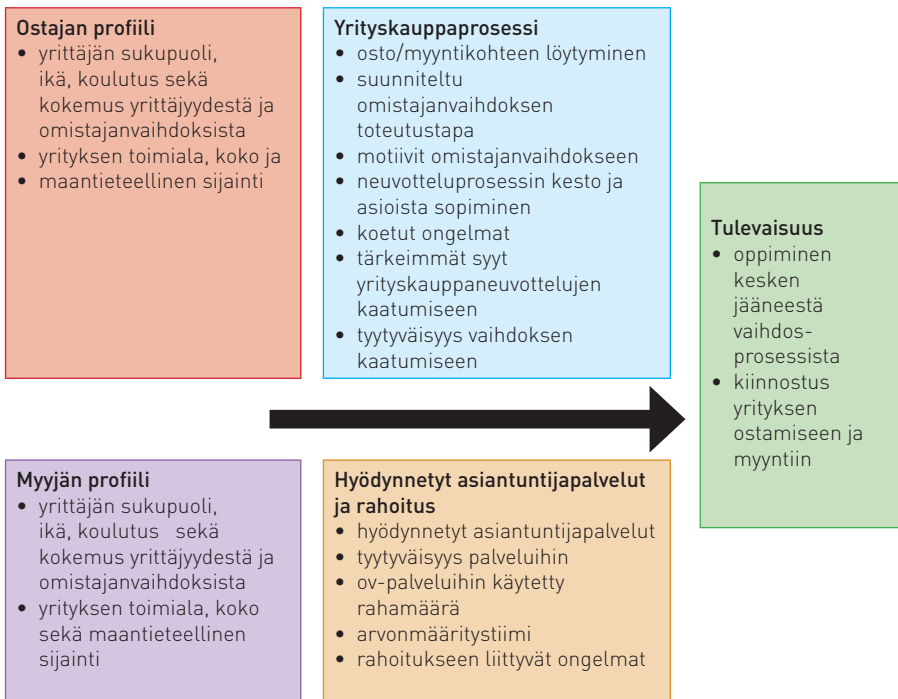 Ostajan profiili
• yrittäjän sukupuoli,
ikä, koulutus sekä
kokemus yrittäjyydestä ja
omistajanvaihdoksista
• yrityksen toimiala, koko ja
• maantieteellinen sijainti
Yrityskauppaprosessi
• osto/myyntikohteen löytyminen
• suunniteltu
omistajanvaihdoksen
toteutustapa
• motiivit omistajanvaihdokseen
• neuvotteluprosessin kesto ja
asioista sopiminen
• koetut ongelmat
• tärkeimmät syyt
yrityskauppaneuvottelujen
kaatumiseen
• tyytyväisyys vaihdoksen
kaatumiseen
Tulevaisuus
• oppiminen
kesken
jääneestä
vaihdos-
prosessista
• kiinnostus
yrityksen
ostamiseen ja
myyntiin
Myyjän profiili
• yrittäjän sukupuoli,
ikä, koulutus sekä
kokemus yrittäjyydestä ja
omistajanvaihdoksista
• yrityksen toimiala, koko
sekä maantieteellinen
sijainti
Hyödynnetyt asiantuntijapalvelut
ja rahoitus
• hyödynnetyt asiantuntijapalvelut
• tyytyväisyys palveluihin
• ov-palveluihin käytetty
rahamäärä
• arvonmääritystiimi
• rahoitukseen liittyvät ongelmat